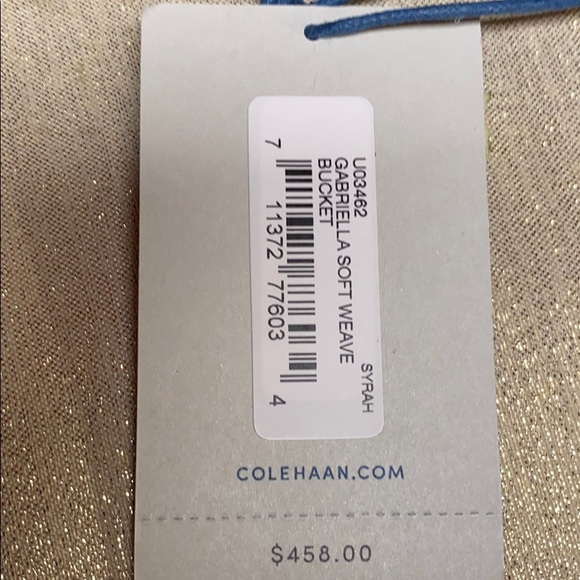 U03462
GABRIELLA SOFT WEAVE
BUCKET
SYRAH
7 11372 77603 4
COLEHAAN.COM
$458.00